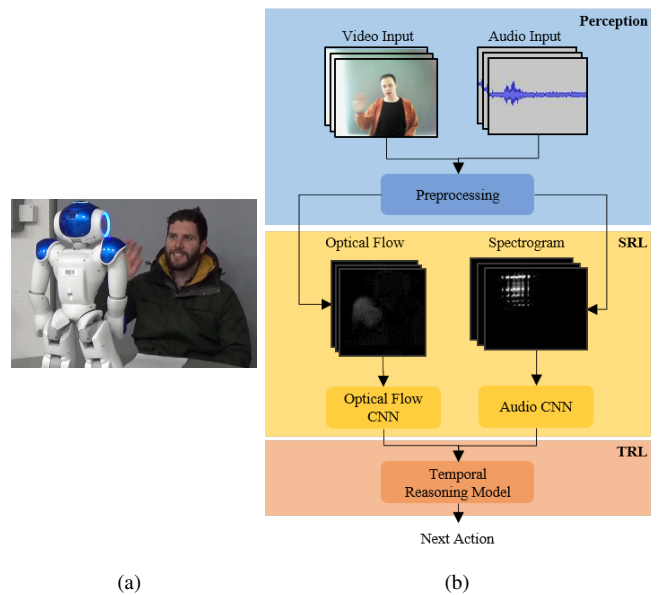 Perception
Video Input Audio Input
Preprocessing
SRL
Optical Flow Spectrogram
Optical Flow
CNN
Audio CNN
TRL
Temporal
Reasoning Model
Next Action
(a) (b)